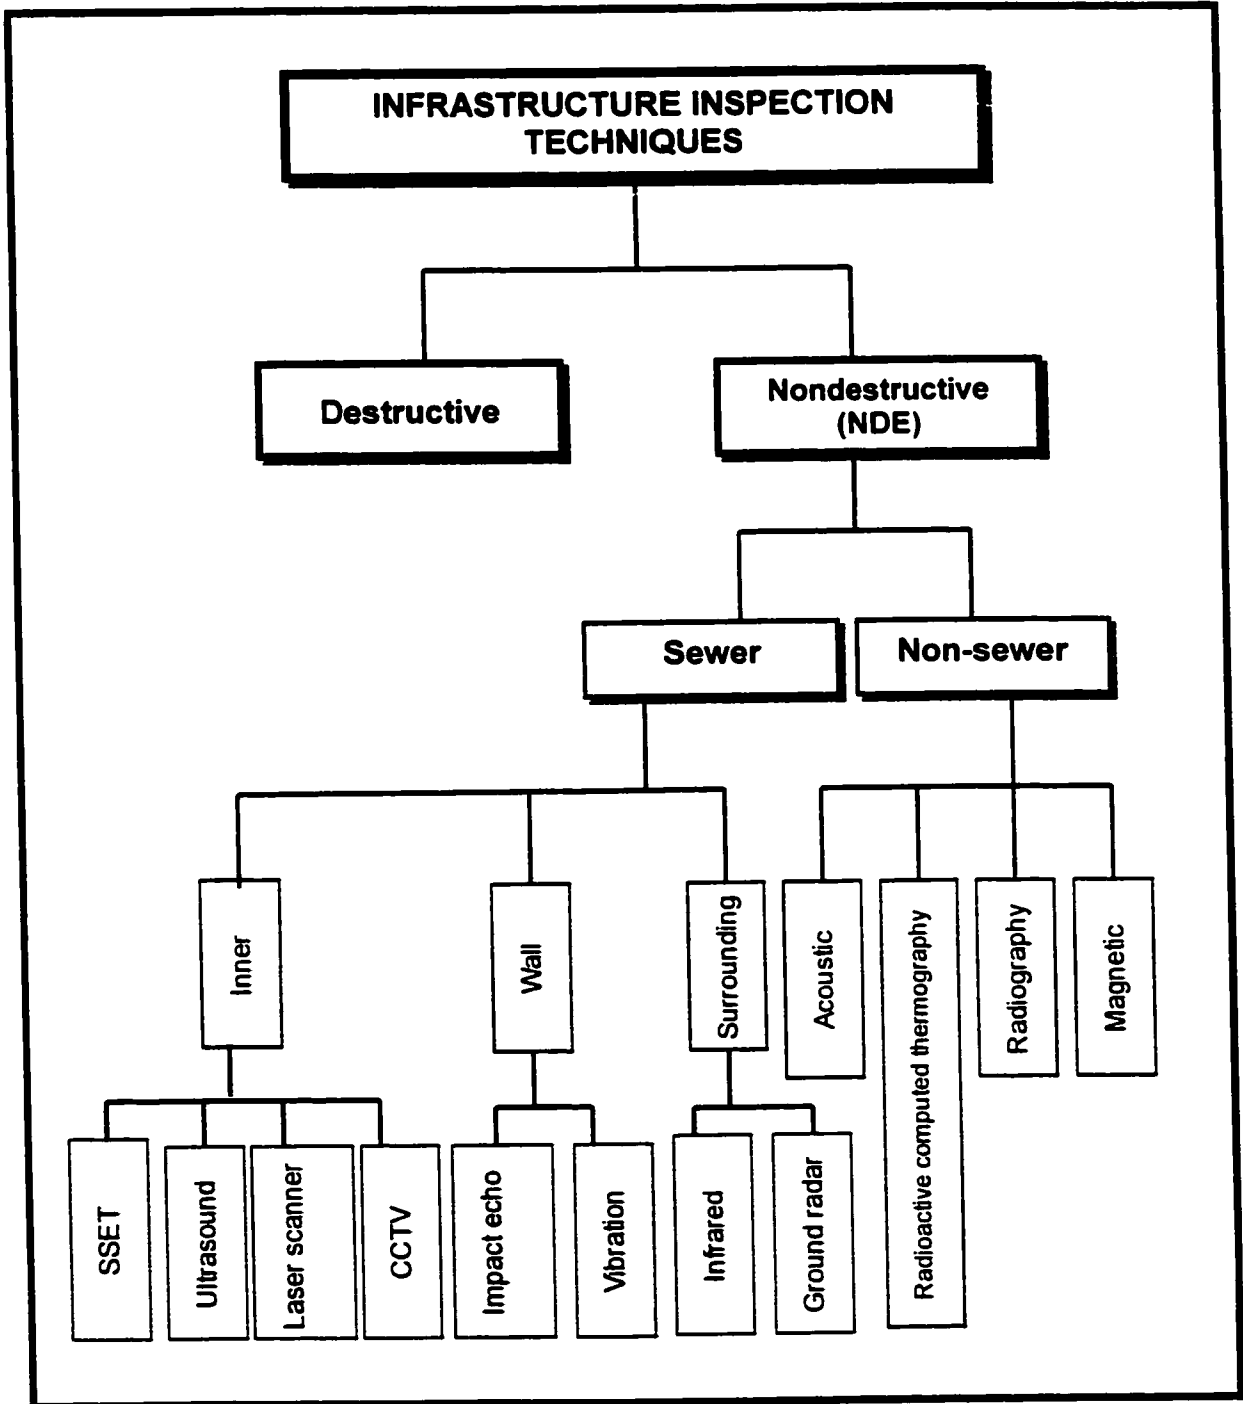 INFRASTRUCTURE INSPECTION
TECHNIQUES
Destructive
Nondestructive
(NDE)
Sewer
Non-sewer
Inner
Wall
Surrounding
Acoustic
Radioactive computed thermography
Radiography
Magnetic
SSET
Ultrasound
Laser scanner
CCTV
Impact echo
Vibration
Infrared
Ground radar